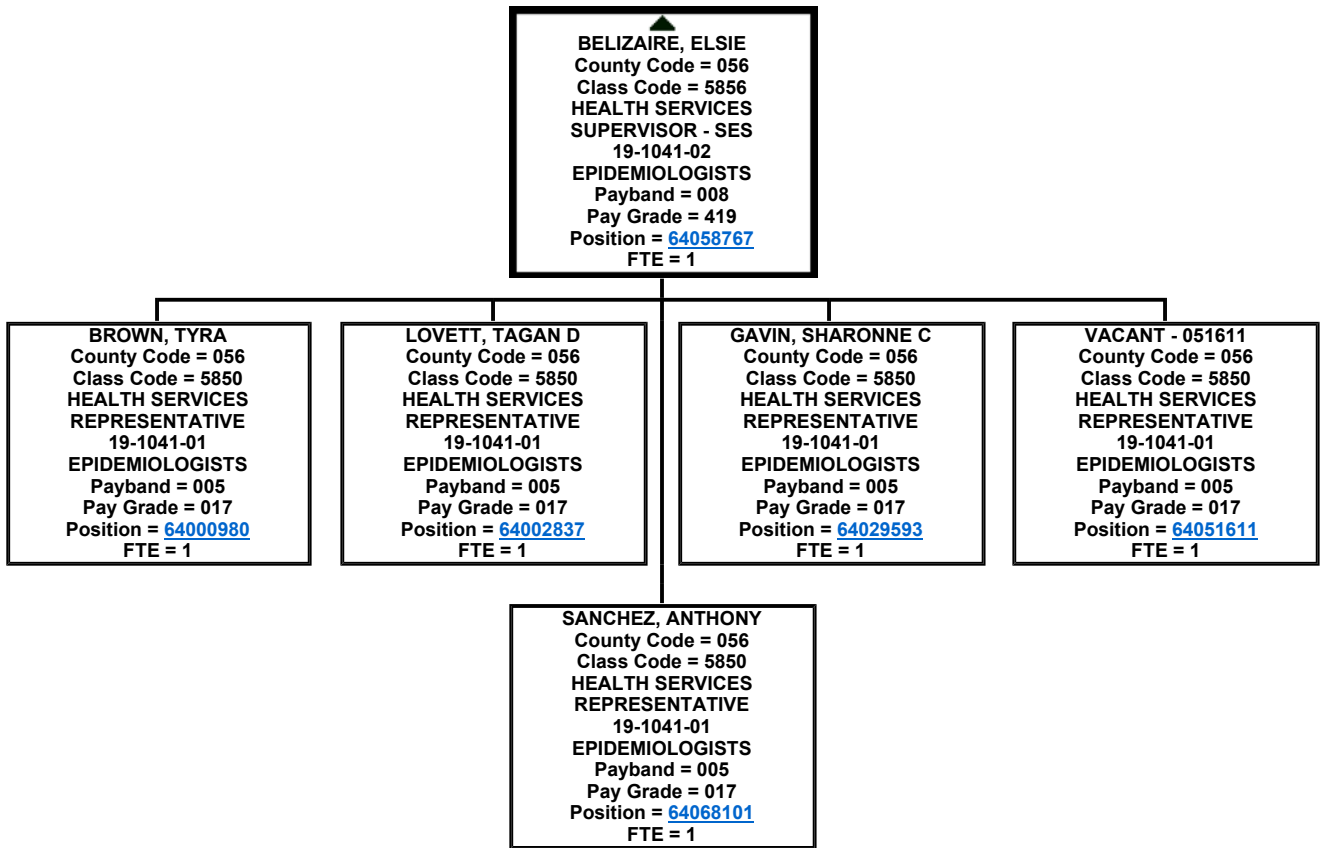 BELIZAIRE, ELSIE
County Code = 056
Class Code = 5856
HEALTH SERVICES
SUPERVISOR - SES
19-1041-02
EPIDEMIOLOGISTS
Payband = 008
Pay Grade = 419
Position = 64058767
FTE = 1
BROWN, TYRA
County Code = 056
Class Code = 5850
HEALTH SERVICES
REPRESENTATIVE
19-1041-01
EPIDEMIOLOGISTS
Payband = 005
Pay Grade = 017
Position = 64000980
FTE = 1
LOVETT, TAGAN D
County Code = 056
Class Code = 5850
HEALTH SERVICES
REPRESENTATIVE
19-1041-01
EPIDEMIOLOGISTS
Payband = 005
Pay Grade = 017
Position = 64002837
FTE = 1
GAVIN, SHARONNE C
County Code = 056
Class Code = 5850
HEALTH SERVICES
REPRESENTATIVE
19-1041-01
EPIDEMIOLOGISTS
Payband = 005
Pay Grade = 017
Position = 64029593
FTE = 1
VACANT - 051611
County Code = 056
Class Code = 5850
HEALTH SERVICES
REPRESENTATIVE
19-1041-01
EPIDEMIOLOGISTS
Payband = 005
Pay Grade = 017
Position = 64051611
FTE = 1
SANCHEZ, ANTHONY
County Code = 056
Class Code = 5850
HEALTH SERVICES
REPRESENTATIVE
19-1041-01
EPIDEMIOLOGISTS
Payband = 005
Pay Grade = 017
Position = 64068101
FTE = 1